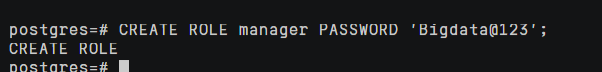 postgres=# CREATE ROLE manager PASSWORD 'Bigdata@123';
CREATE ROLE
postgres=#